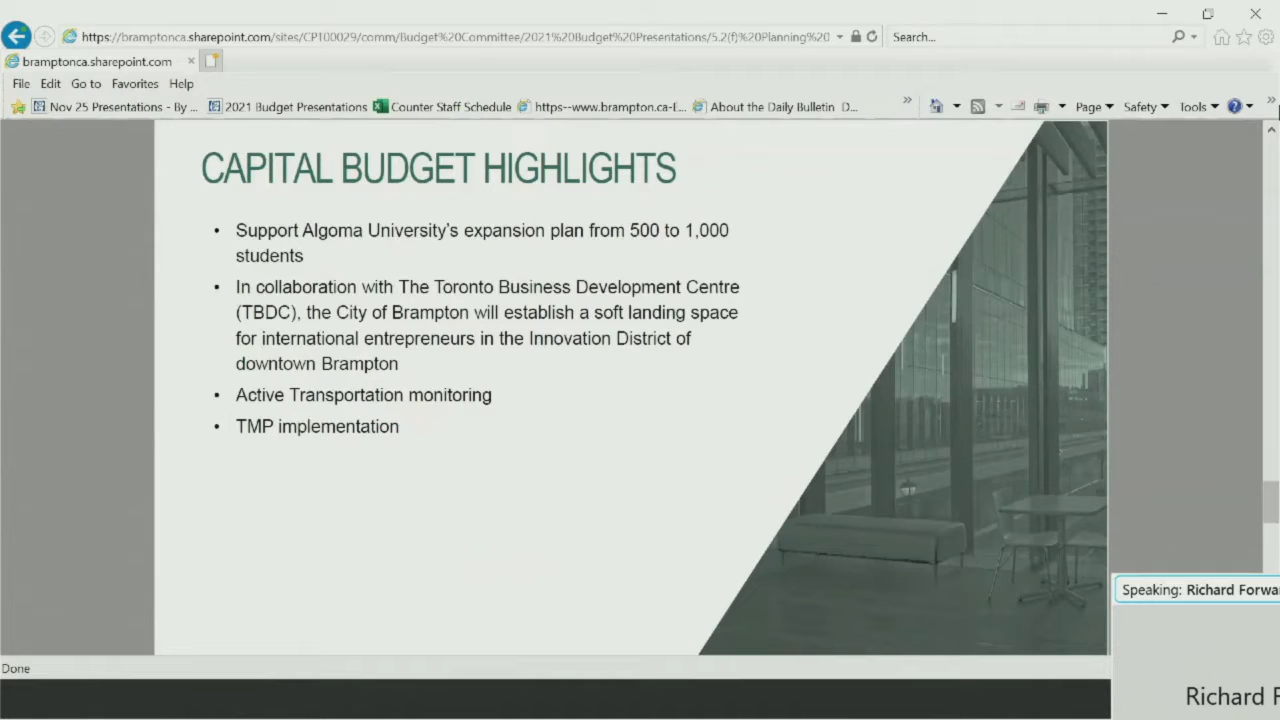 https://bramptonca.sharepoint.com/sites/CPT00029/comm/Budget%20Committee/2021%20Budget%20Presentations/5.2(f)%20Planning%20
Search...
bramptonca.sharepoint.com
File Edit Go to Favorites Help
Nov 25 Presentations - By ... 2021 Budget Presentations Counter Staff Schedule https--www.brampton.ca-E... About the Daily Bulletin D... » Page Safety Tools »
CAPITAL BUDGET HIGHLIGHTS
• Support Algoma University's expansion plan from 500 to 1,000
students
• In collaboration with The Toronto Business Development Centre
(TBDC), the City of Brampton will establish a soft landing space
for international entrepreneurs in the Innovation District of
downtown Brampton
• Active Transportation monitoring
• TMP implementation
Speaking: Richard Forwa
Done
Richard F